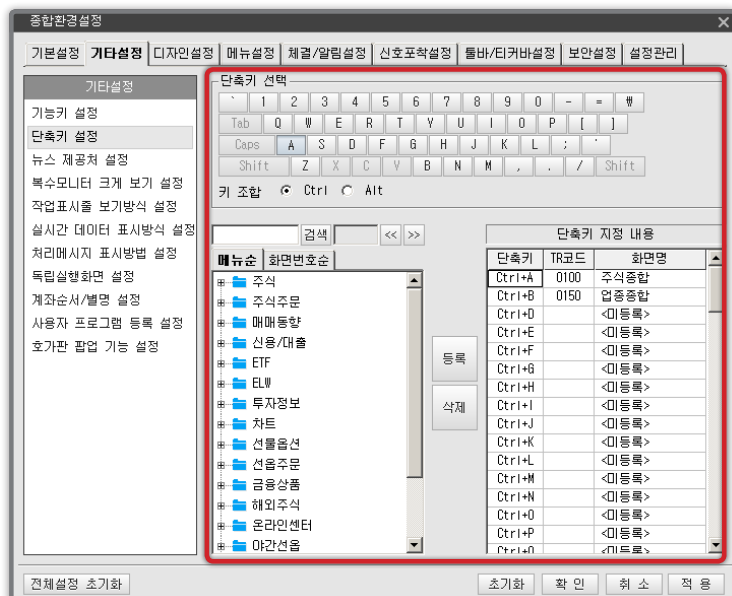 종합환경설정
기본설정 기타설정 디자인설정 메뉴설정 체결/알림설정 신호포착설정 툴바/티커바설정 보안설정 설정관리
기타설정
기능키 설정
단축키 설정
뉴스 제공처 설정
복수모니터 크게 보기 설정
작업표시줄 보기방식 설정
실시간 데이터 표시방식 설정
처리메시지 표시방법 설정
독립실행화면 설정
계좌순서/별명 설정
사용자 프로그램 등록 설정
호가판 팝업 기능 설정
단축키 선택
` 1 2 3 4 5 6 7 8 9 0 - = ₩
Tab Q W E R T Y U I O P [ ]
Caps A S D F G H J K L ; '
Shift Z X C V B N M , . / Shift
키 조합 Ctrl Alt
검색 << >>
메뉴순 화면번호순
주식
주식주문
매매동향
신용/대출
ETF
ELW
투자정보
차트
선물옵션
선옵주문
금융상품
해외주식
온라인센터
야간선옵
등록
삭제
단축키 지정 내용
단축키 TR코드 화면명
Ctrl+A 0100 주식종합
Ctrl+B 0150 업종종합
Ctrl+D <미등록>
Ctrl+E <미등록>
Ctrl+F <미등록>
Ctrl+G <미등록>
Ctrl+H <미등록>
Ctrl+I <미등록>
Ctrl+J <미등록>
Ctrl+K <미등록>
Ctrl+L <미등록>
Ctrl+M <미등록>
Ctrl+N <미등록>
Ctrl+O <미등록>
Ctrl+P <미등록>
Ctrl+Q <미등록>
전체설정 초기화
초기화 확 인 취 소 적 용